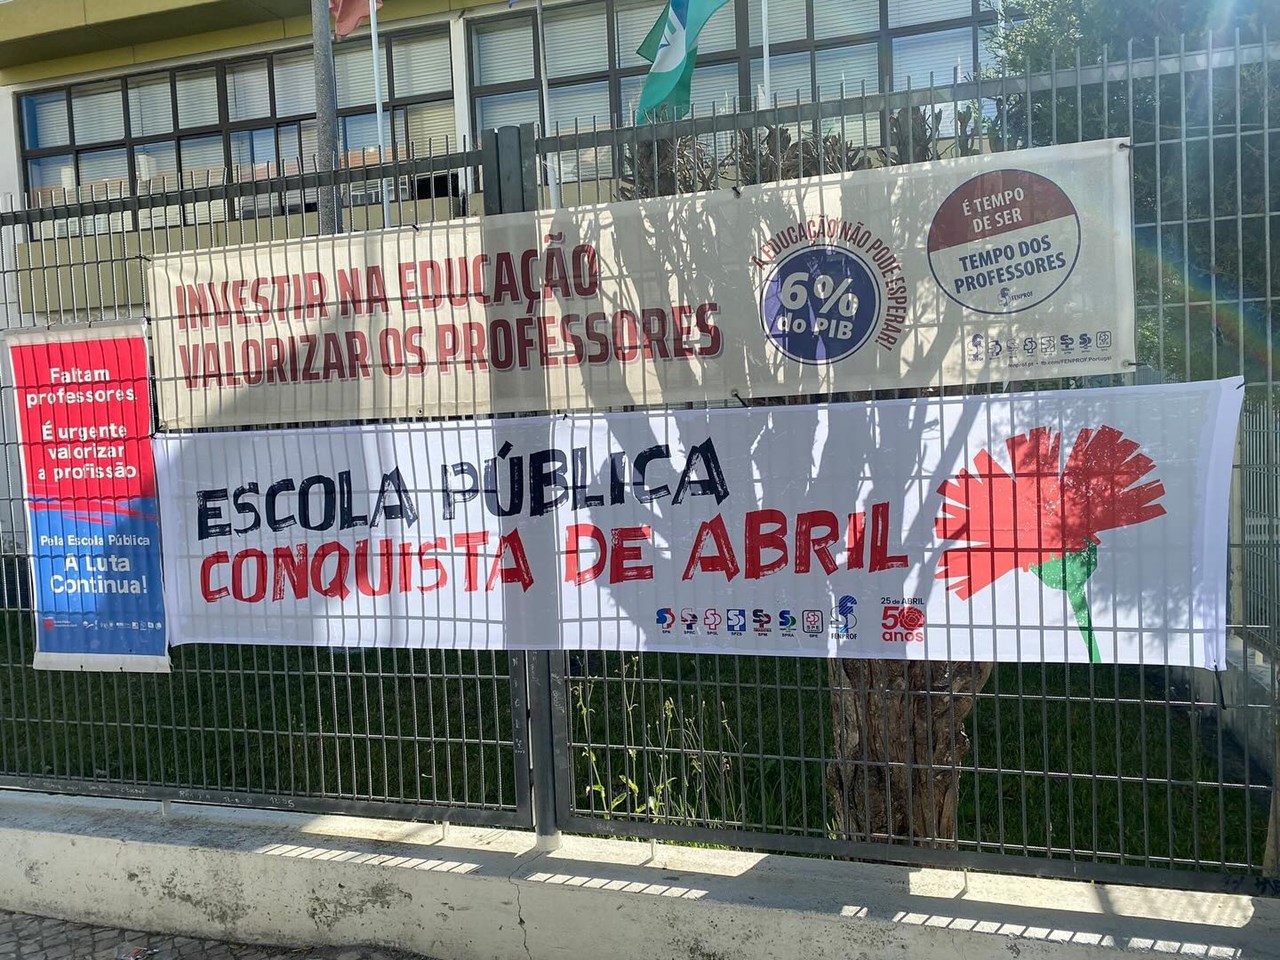 INVESTIR NA EDUCAÇÃO
VALORIZAR OS PROFESSORES
A EDUCAÇÃO NÃO PODE ESPERAR!
6%
do PIB
É TEMPO
DE SER
TEMPO DOS
PROFESSORES
FENPROF
Faltam
professores.
É urgente
valorizar
a profissão
Pela Escola Pública
A Luta
Continua!
ESCOLA PÚBLICA
CONQUISTA DE ABRIL
FENPROF
25 de ABRIL
50
anos